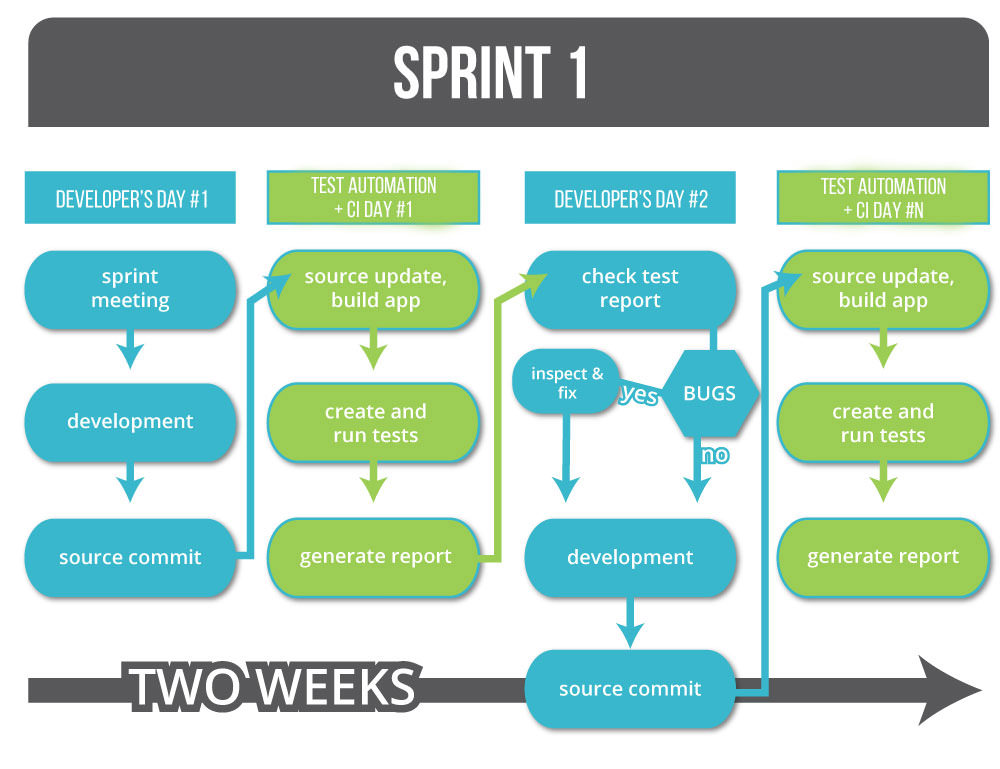 SPRINT 1
DEVELOPER'S DAY #1
TEST AUTOMATION
+ CI DAY #1
DEVELOPER'S DAY #2
TEST AUTOMATION
+ CI DAY #N
sprint
meeting
development
source commit
source update,
build app
create and
run tests
generate report
check test
report
BUGS
yes
inspect &
fix
no
development
source commit
source update,
build app
create and
run tests
generate report
TWO WEEKS